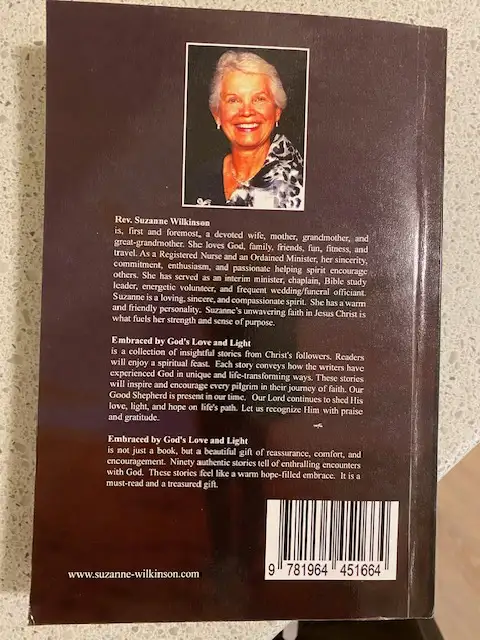 Rev. Suzanne Wilkinson
is, first and foremost, a devoted wife, mother, grandmother, and
great-grandmother. She loves God, family, friends, fun, fitness, and
travel. As a Registered Nurse and an Ordained Minister, her sincerity,
commitment, enthusiasm, and passionate helping spirit encourage
others. She has served as an interim minister, chaplain, Bible study
leader, energetic volunteer, and frequent wedding/funeral officiant.
Suzanne is a loving, sincere, and compassionate spirit. She has a warm
and friendly personality. Suzanne's unwavering faith in Jesus Christ is
what fuels her strength and sense of purpose.
Embraced by God's Love and Light
is a collection of insightful stories from Christ's followers. Readers
will enjoy a spiritual feast. Each story conveys how the writers have
experienced God in unique and life-transforming ways. These stories
will inspire and encourage every pilgrim in their journey of faith. Our
Good Shepherd is present in our time. Our Lord continues to shed His
love, light, and hope on life's path. Let us recognize Him with praise
and gratitude.
Embraced by God's Love and Light
is not just a book, but a beautiful gift of reassurance, comfort, and
encouragement. Ninety authentic stories tell of enthralling encounters
with God. These stories feel like a warm hope-filled embrace. It is a
must-read and a treasured gift.
www.suzanne-wilkinson.com
9 781964 451664